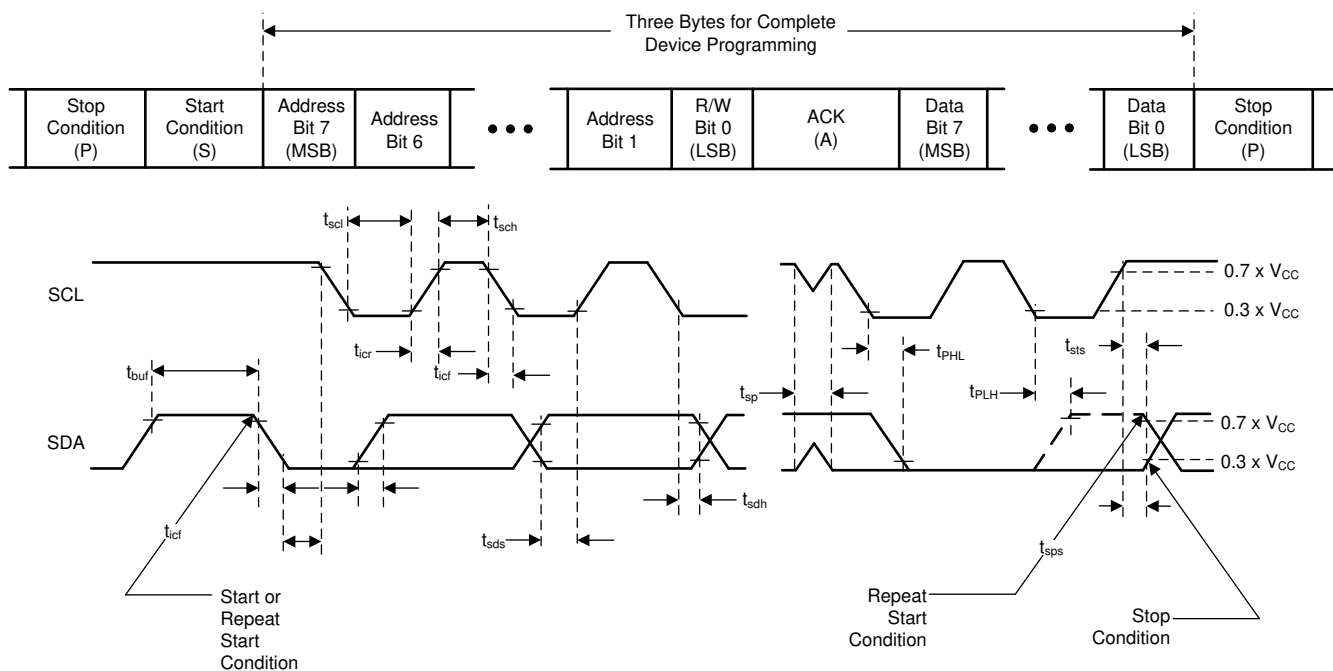 Three Bytes for Complete
Device Programming
Stop
Condition
(P)
Start
Condition
(S)
Address
Bit 7
(MSB)
Address
Bit 6
•••
Address
Bit 1
R/W
Bit 0
(LSB)
ACK
(A)
Data
Bit 7
(MSB)
•••
Data
Bit 0
(LSB)
Stop
Condition
(P)
tscl
tsch
SCL
0.7 x VCC
0.3 x VCC
ticr
ticf
tPHL
tsts
tbuf
tsp
tPLH
SDA
0.7 x VCC
0.3 x VCC
ticf
tsds
tsdh
tsps
Start or
Repeat
Start
Condition
Repeat
Start
Condition
Stop
Condition